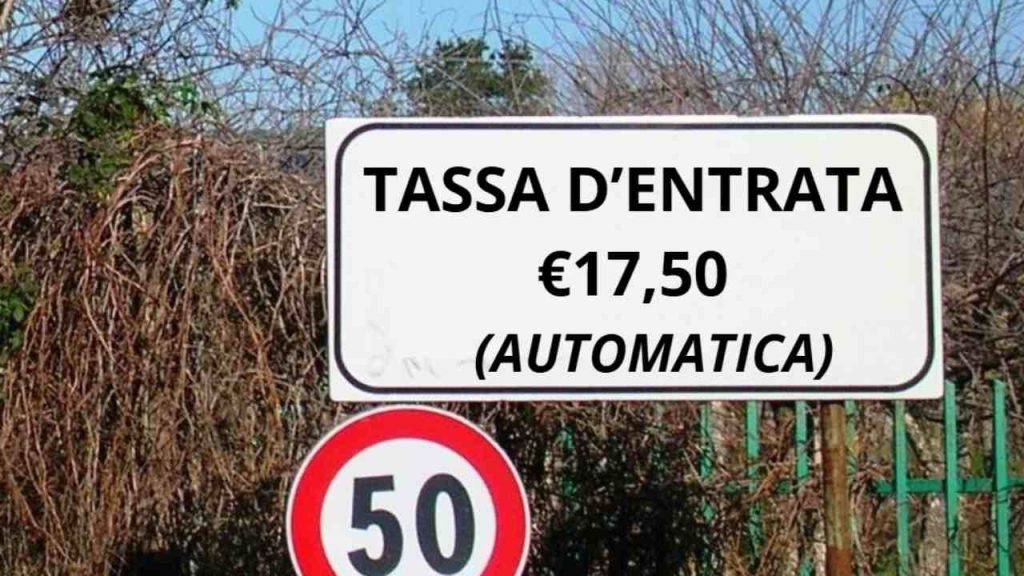 TASSA D’ENTRATA
€17,50
(AUTOMATICA)
50